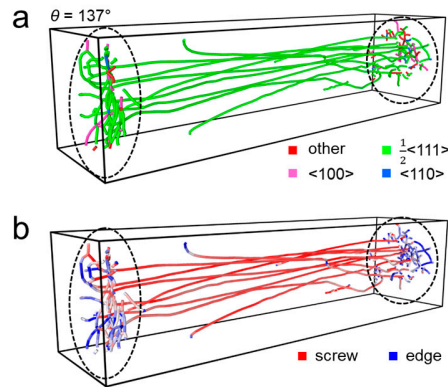 a
θ = 137°
other
½<111>
<100>
<110>
b
screw
edge